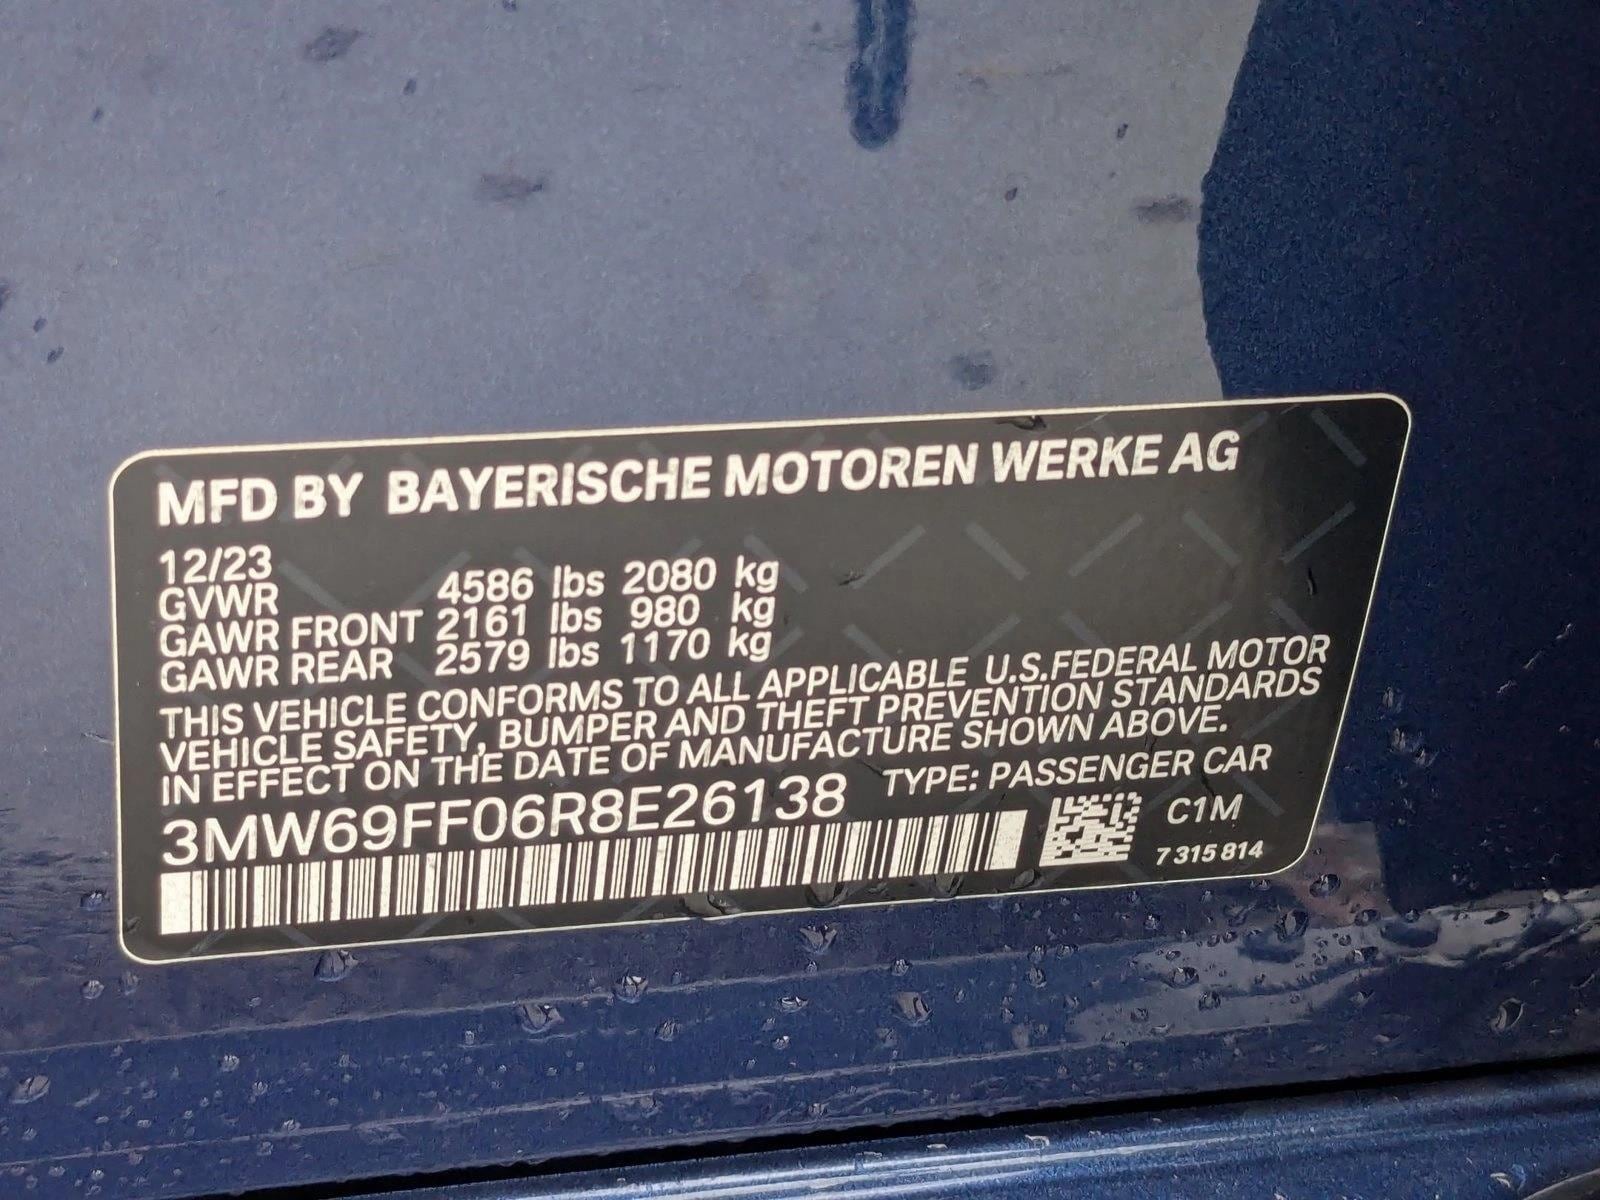 MFD BY BAYERISCHE MOTOREN WERKE AG
12/23
GVWR 4586 lbs 2080 kg
GAWR FRONT 2161 lbs 980 kg
GAWR REAR 2579 lbs 1170 kg
THIS VEHICLE CONFORMS TO ALL APPLICABLE U.S.FEDERAL MOTOR
VEHICLE SAFETY, BUMPER AND THEFT PREVENTION STANDARDS
IN EFFECT ON THE DATE OF MANUFACTURE SHOWN ABOVE.
3MW69FF06R8E26138 TYPE: PASSENGER CAR
C1M
7 315 814